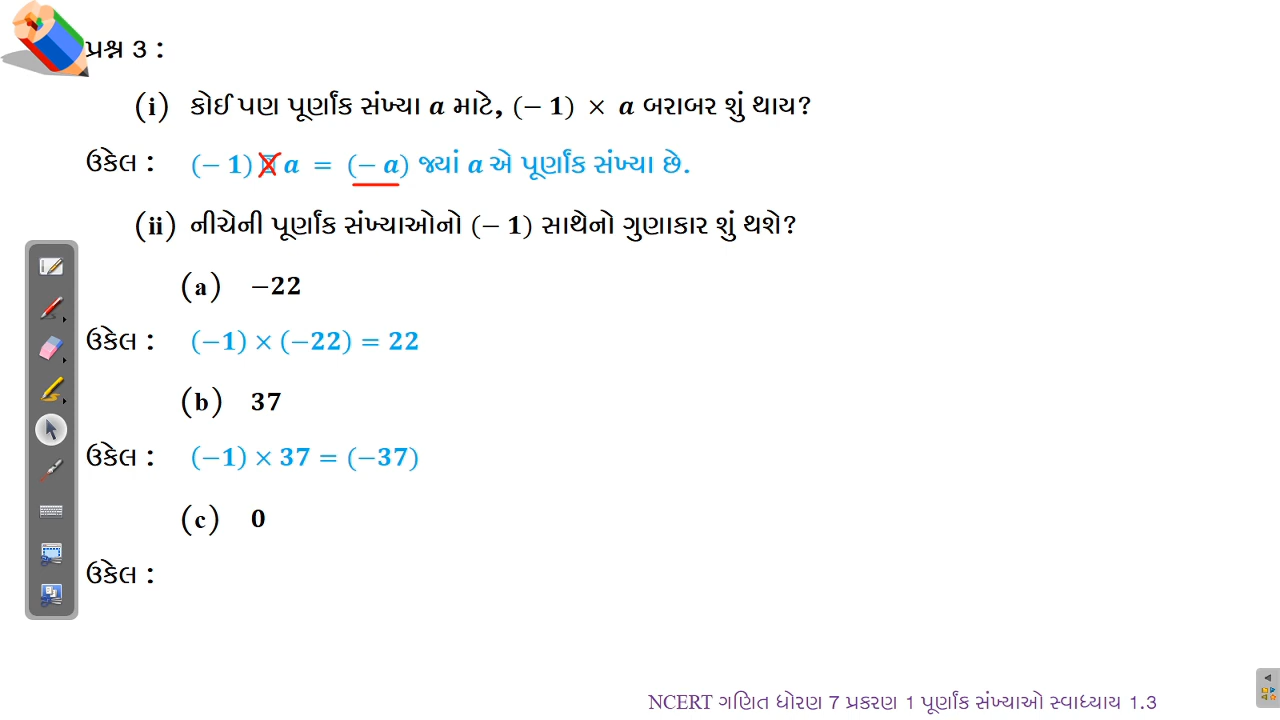 પ્રશ્ન 3 :
(i) કોઈ પણ પૂર્ણાંક સંખ્યા a માટે, (− 1) × a બરાબર શું થાય?
ઉકેલ : (− 1) × a = (− a) જ્યાં a એ પૂર્ણાંક સંખ્યા છે.
(ii) નીચેની પૂર્ણાંક સંખ્યાઓનો (− 1) સાથેનો ગુણાકાર શું થશે?
(a) −22
ઉકેલ : (−1) × (−22) = 22
(b) 37
ઉકેલ : (−1) × 37 = (−37)
(c) 0
ઉકેલ :
NCERT ગણિત ધોરણ 7 પ્રકરણ 1 પૂર્ણાંક સંખ્યાઓ સ્વાધ્યાય 1.3